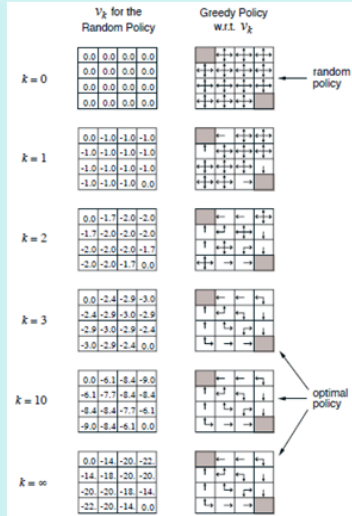 v_k for the Random Policy
Greedy Policy w.r.t. v_k
k = 0
0.0 0.0 0.0 0.0
0.0 0.0 0.0 0.0
0.0 0.0 0.0 0.0
0.0 0.0 0.0 0.0
random policy
k = 1
0.0 -1.0 -1.0 -1.0
-1.0 -1.0 -1.0 -1.0
-1.0 -1.0 -1.0 -1.0
-1.0 -1.0 -1.0 0.0
k = 2
0.0 -1.7 -2.0 -2.0
-1.7 -2.0 -2.0 -2.0
-2.0 -2.0 -2.0 -1.7
-2.0 -2.0 -1.7 0.0
k = 3
0.0 -2.4 -2.9 -3.0
-2.4 -2.9 -3.0 -2.9
-2.9 -3.0 -2.9 -2.4
-3.0 -2.9 -2.4 0.0
k = 10
0.0 -6.1 -8.4 -9.0
-6.1 -7.7 -8.4 -8.4
-8.4 -8.4 -7.7 -6.1
-9.0 -8.4 -6.1 0.0
optimal policy
k = ∞
0.0 -14. -20. -22.
-14. -18. -20. -20.
-20. -20. -18. -14.
-22. -20. -14. 0.0